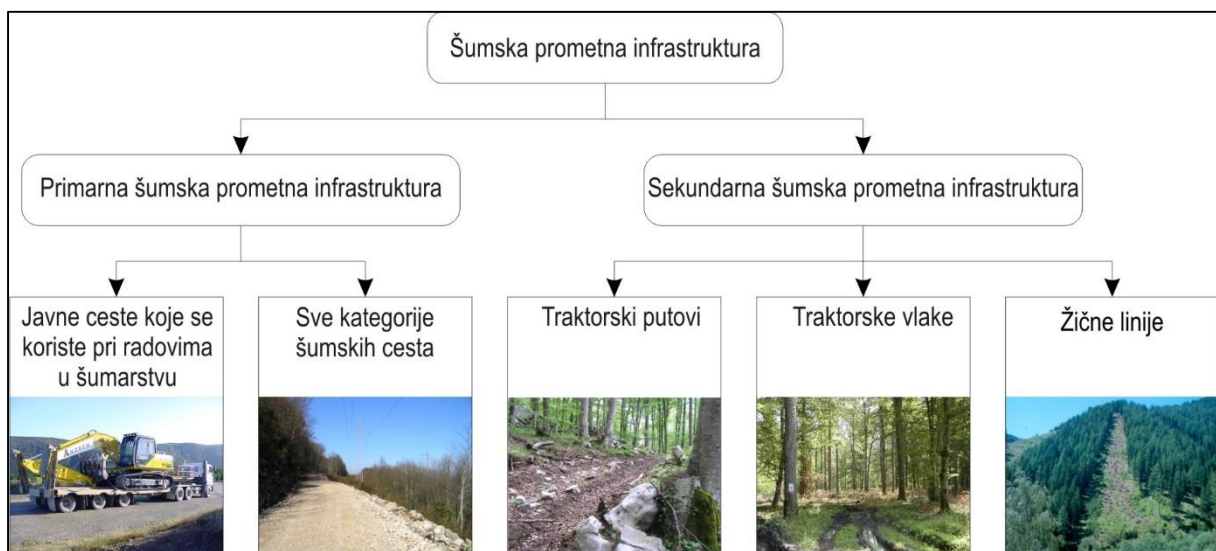 Šumska prometna infrastruktura
Primarna šumska prometna infrastruktura
Sekundarna šumska prometna infrastruktura
Javne ceste koje se
koriste pri radovima
u šumarstvu
Sve kategorije
šumskih cesta
Traktorski putovi
Traktorske vlake
Žične linije